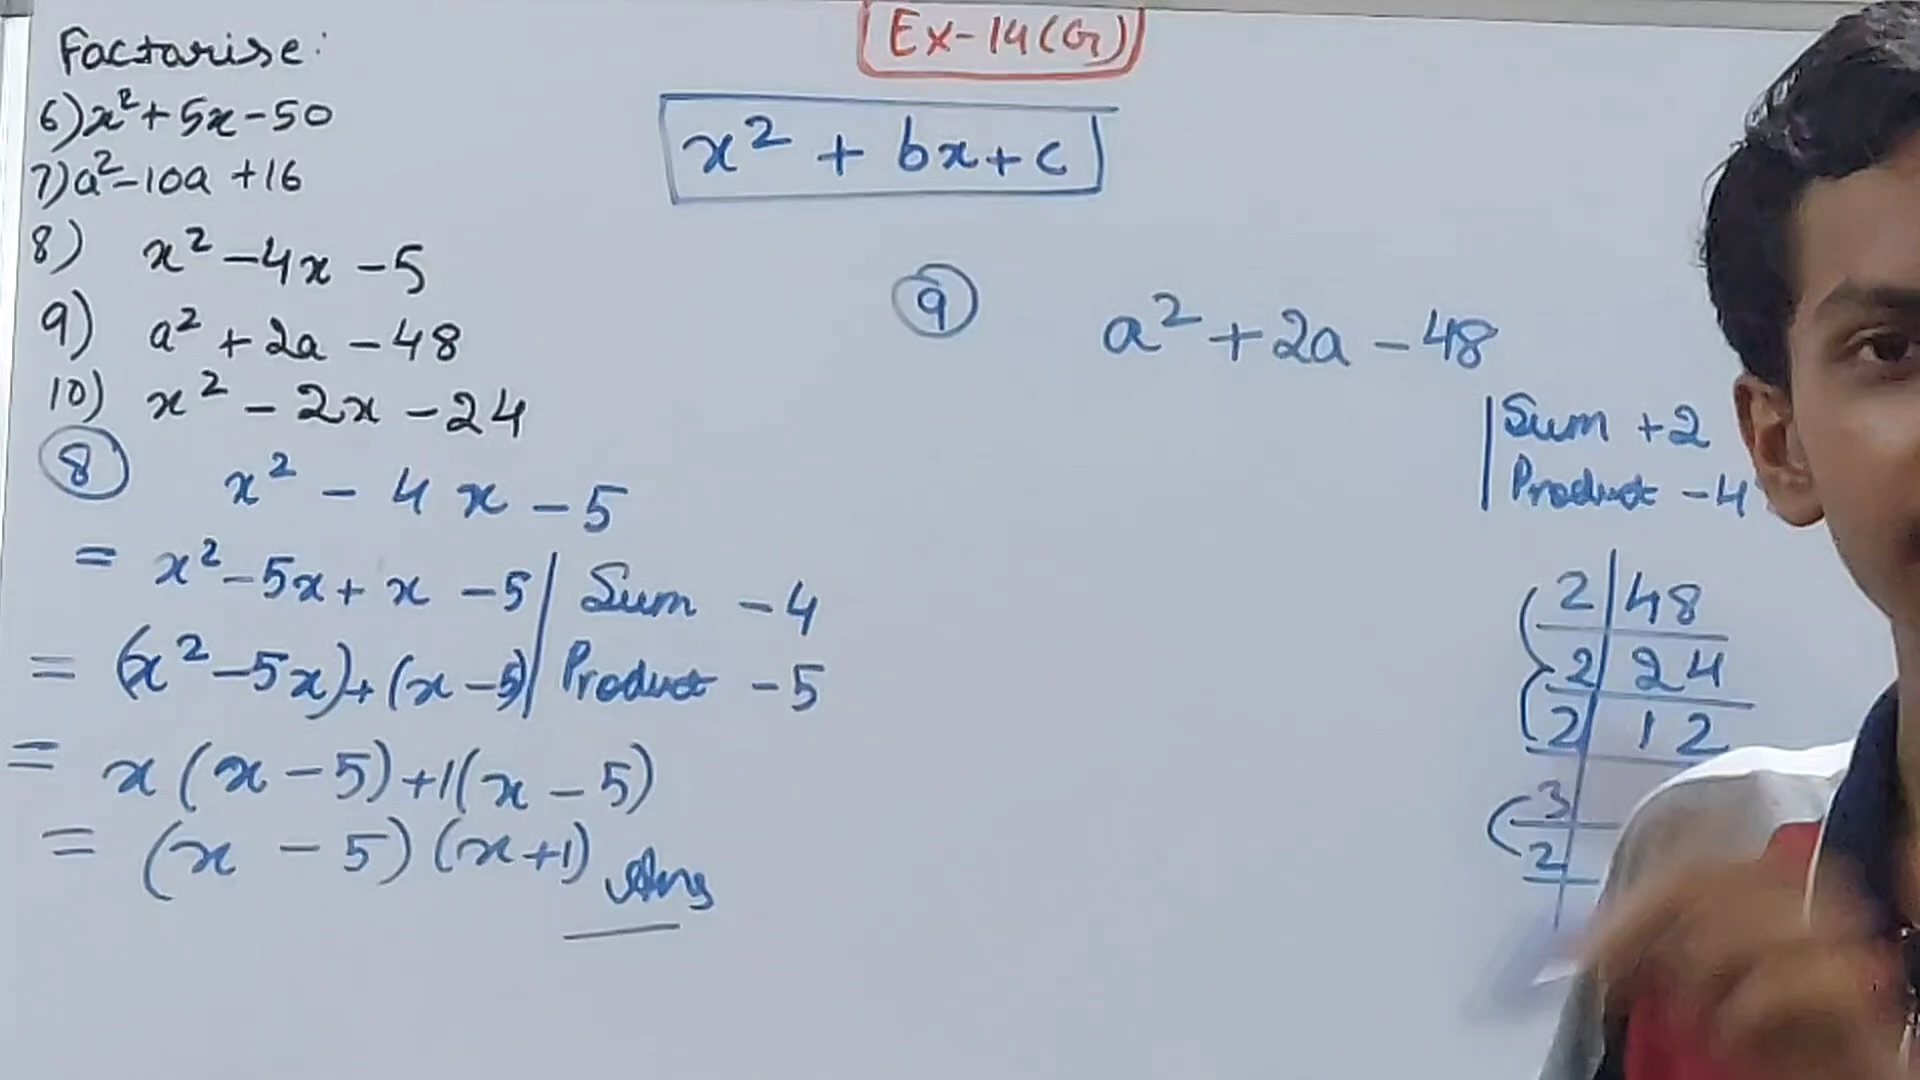 Factarise:
Ex-14(G)
6) x² + 5x - 50
7) a² - 10a + 16
8) x² - 4x - 5
9) a² + 2a - 48
10) x² - 2x - 24
x² + bx + c
8 x² - 4x - 5
= x² - 5x + x - 5
= (x² - 5x) + (x - 5)
= x(x - 5) + 1(x - 5)
= (x - 5)(x + 1) Ans
Sum -4
Product -5
9 a² + 2a - 48
Sum +2
Product -4
2 | 48
2 | 24
2 | 12
3
2